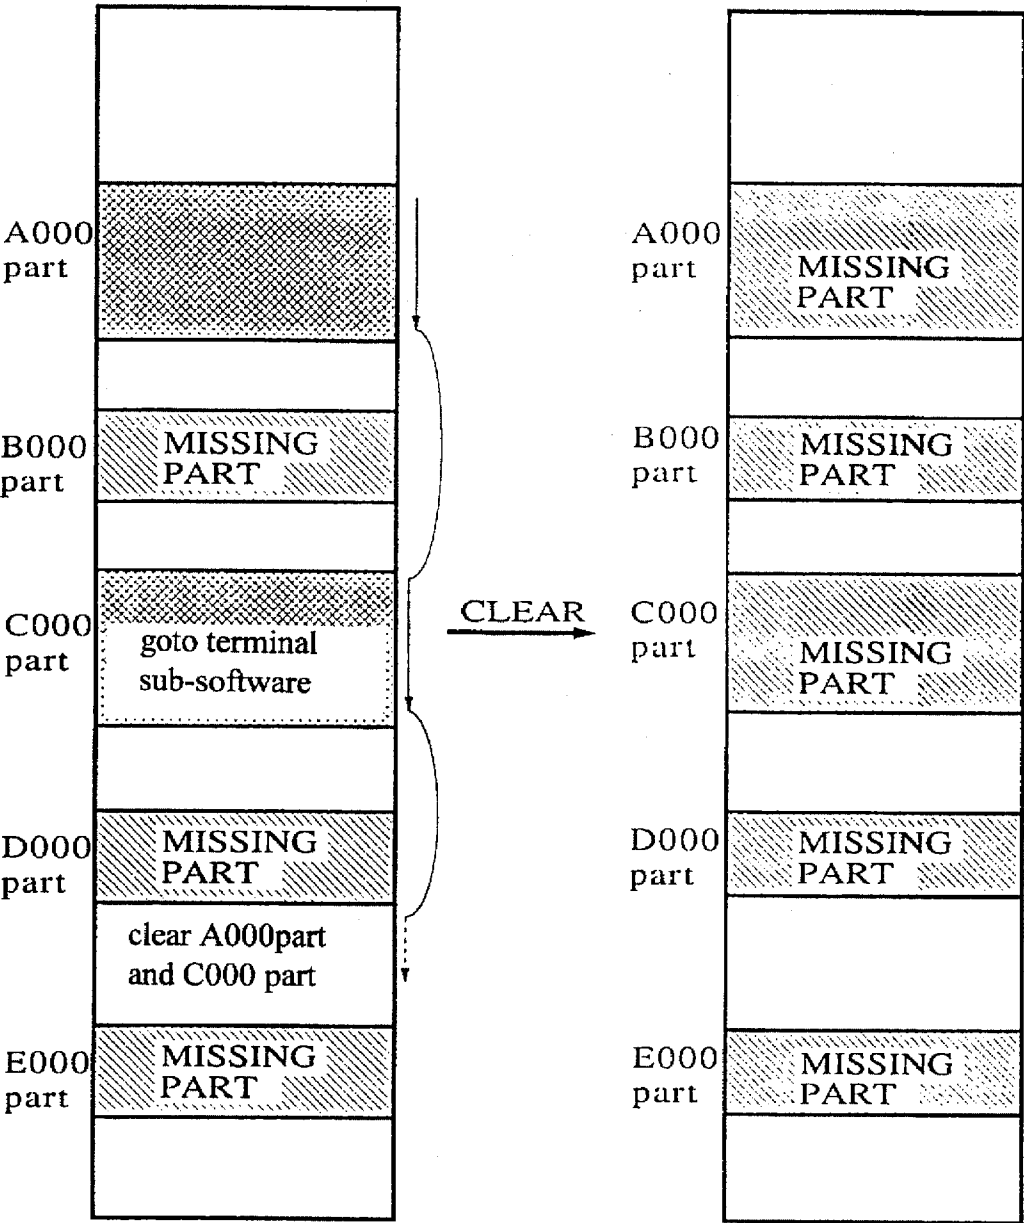 A000
part
B000
part
MISSING
PART
C000
part
goto terminal
sub-software
D000
part
MISSING
PART
clear A000part
and C000 part
E000
part
MISSING
PART
CLEAR
A000
part
MISSING
PART
B000
part
MISSING
PART
C000
part
MISSING
PART
D000
part
MISSING
PART
E000
part
MISSING
PART